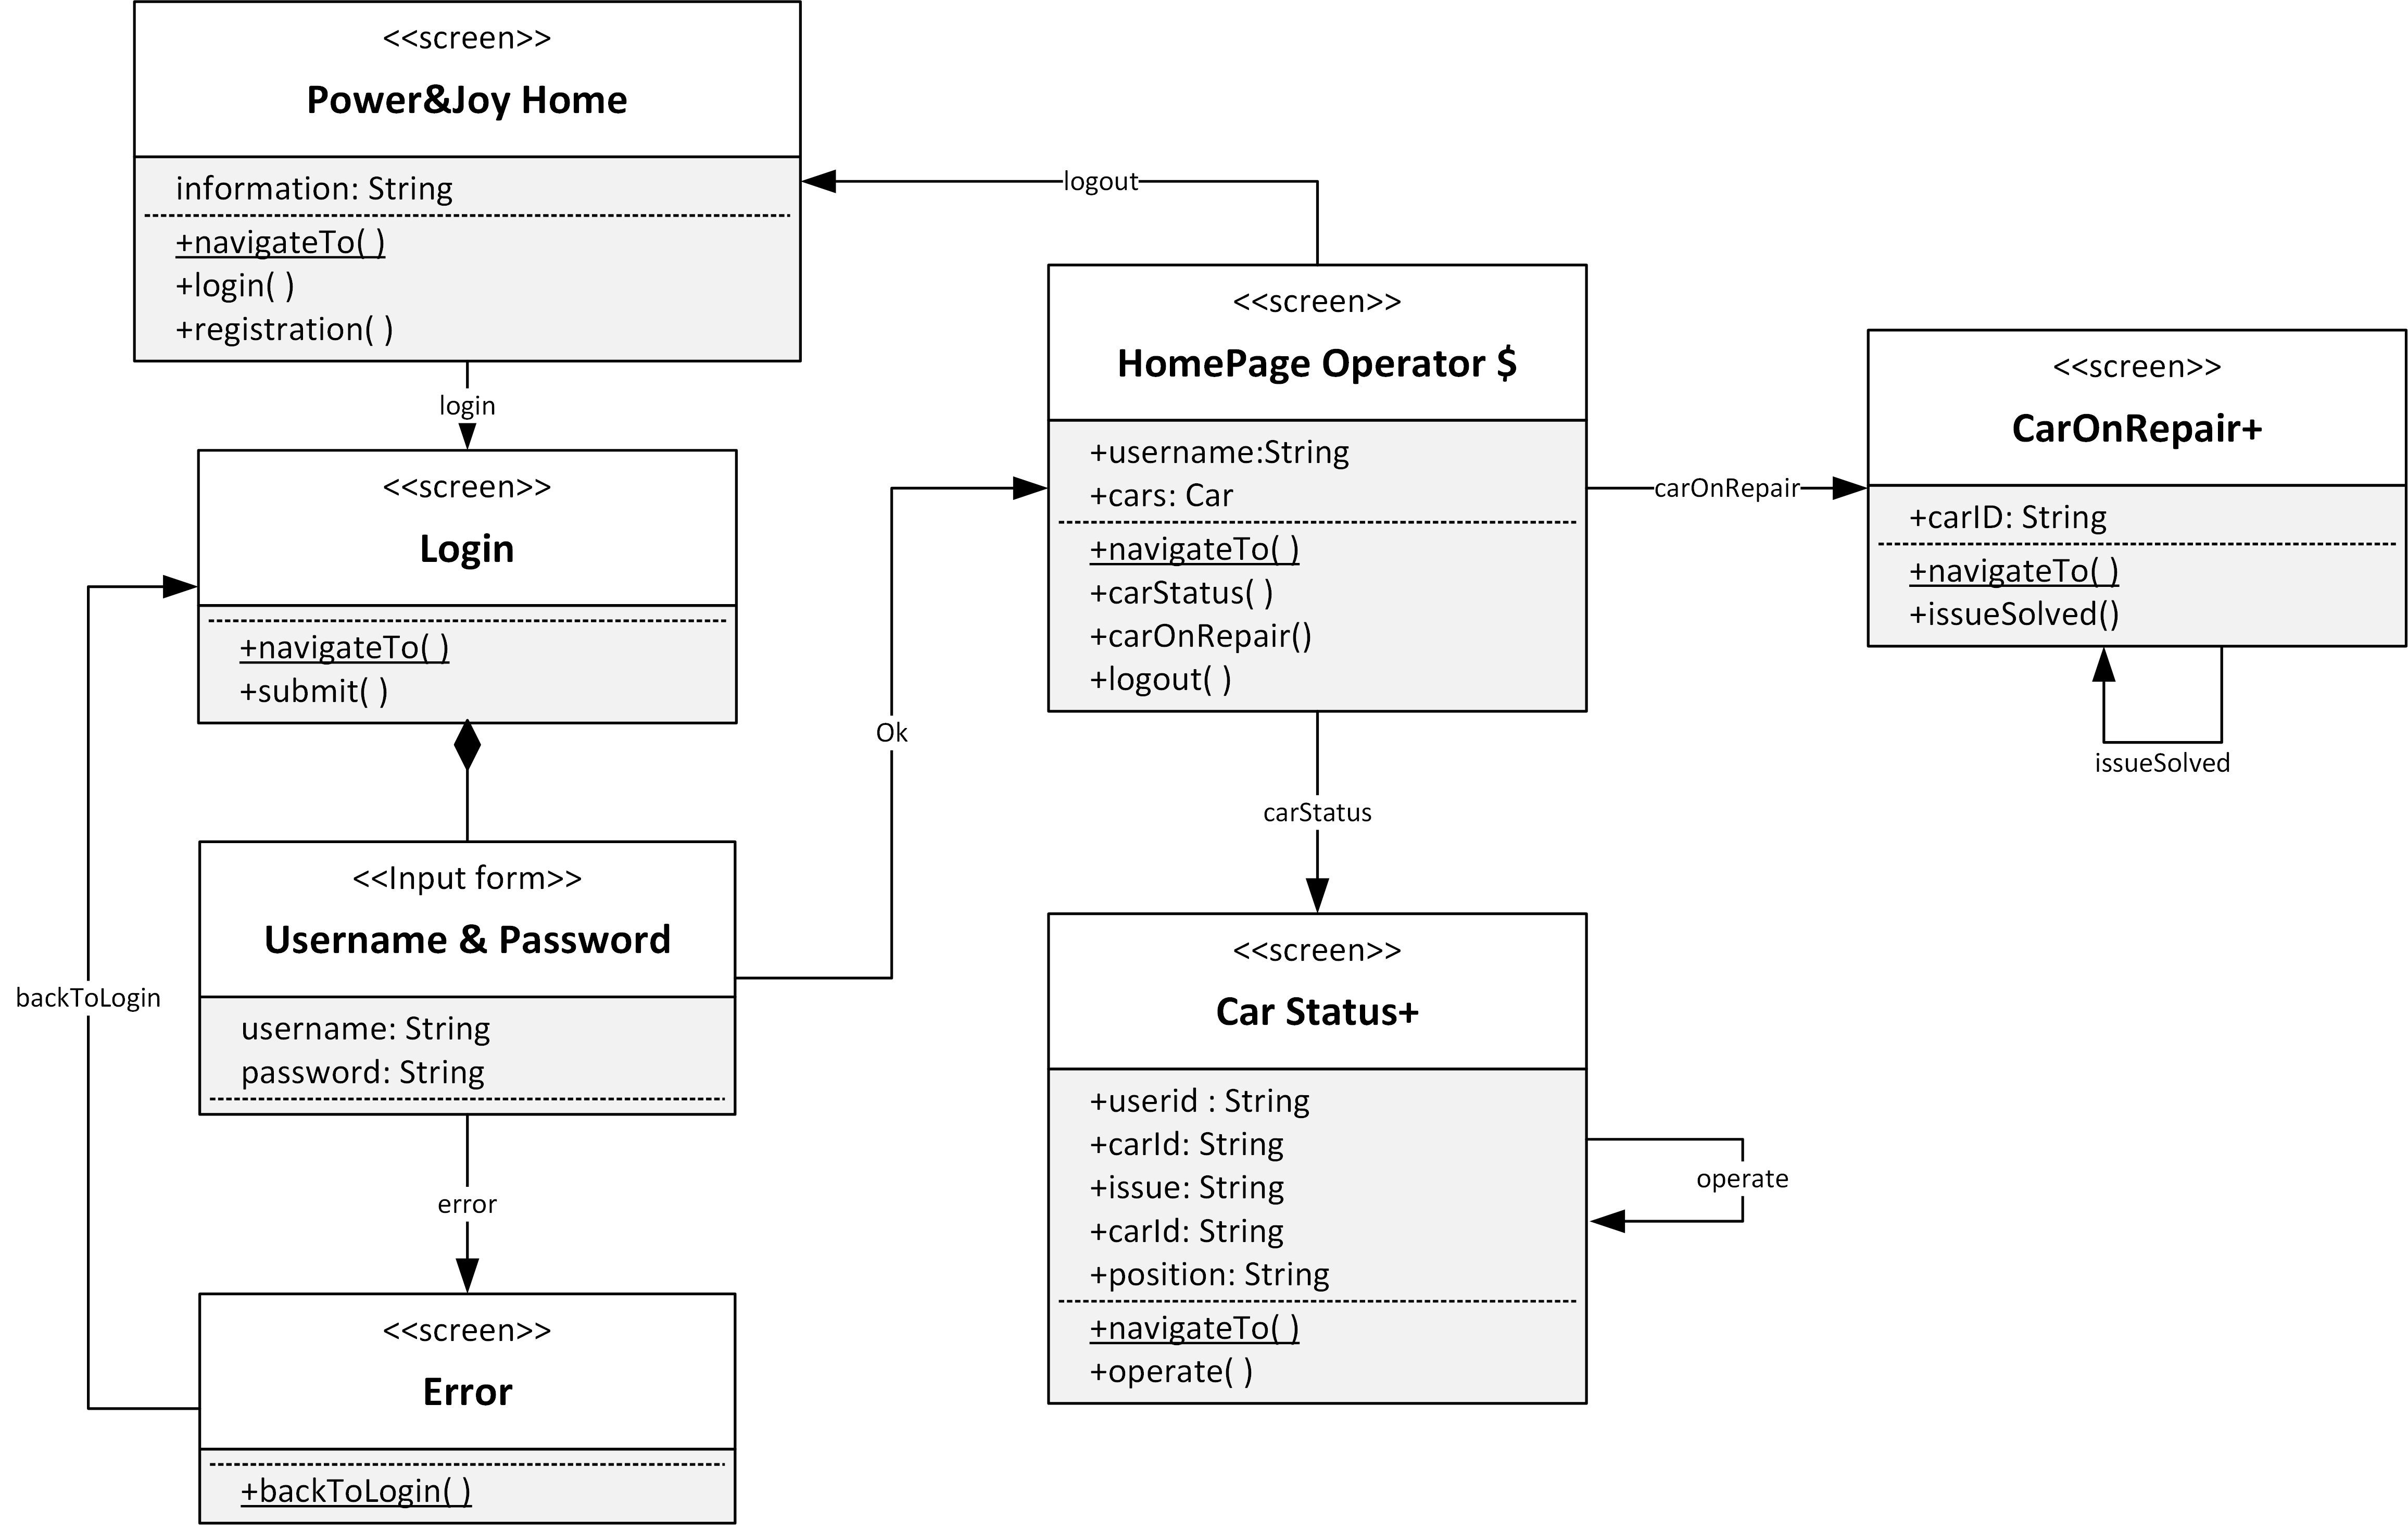 <<screen>>
Power&Joy Home
information: String
+navigateTo( )
+login( )
+registration( )
login
<<screen>>
Login
+navigateTo( )
+submit( )
<<Input form>>
Username & Password
username: String
password: String
error
<<screen>>
Error
+backToLogin( )
backToLogin
Ok
logout
<<screen>>
HomePage Operator $
+username:String
+cars: Car
+navigateTo( )
+carStatus( )
+carOnRepair()
+logout( )
carStatus
<<screen>>
Car Status+
+userid : String
+carId: String
+issue: String
+carId: String
+position: String
+navigateTo( )
+operate( )
operate
carOnRepair
<<screen>>
CarOnRepair+
+carID: String
+navigateTo( )
+issueSolved()
issueSolved